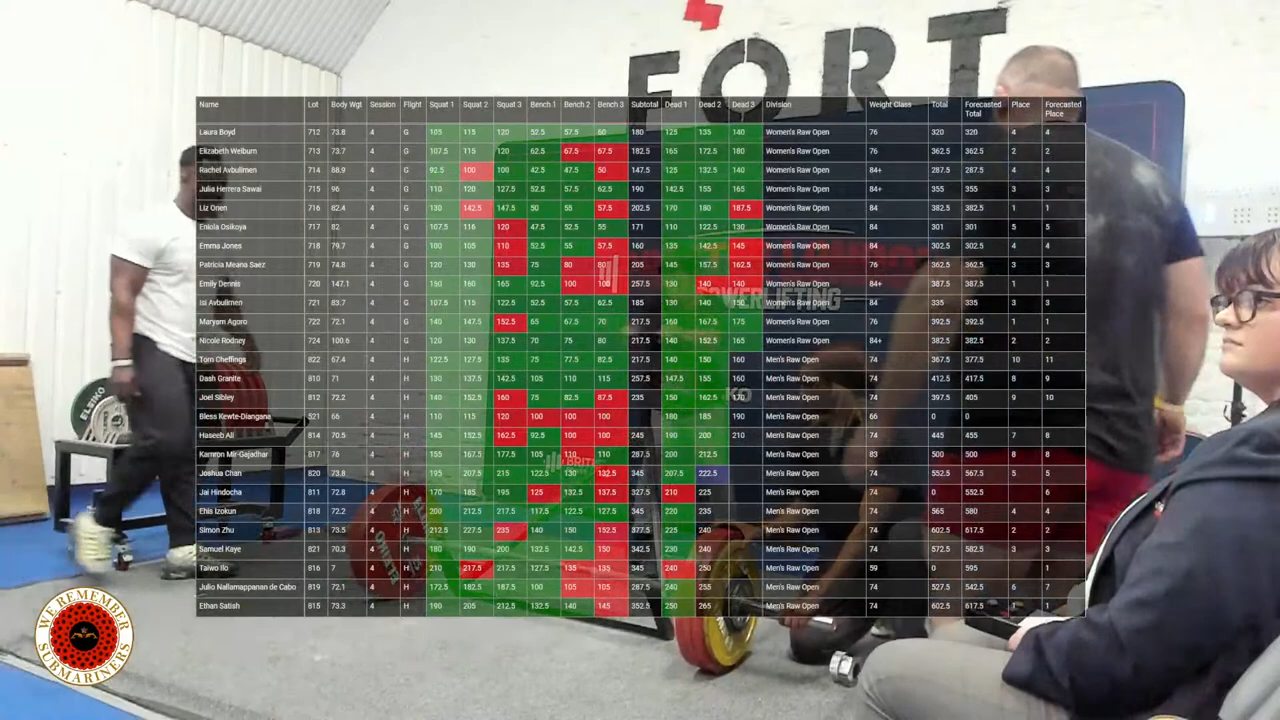 FORT
Name Lot Body Wgt Session Flight Squat 1 Squat 2 Squat 3 Bench 1 Bench 2 Bench 3 Subtotal Dead 1 Dead 2 Dead 3 Division Weight Class Total Forecasted Total Place Forecasted Place
Laura Boyd 712 73.8 4 G 105 115 120 52.5 57.5 60 180 125 135 140 Women's Raw Open 76 320 320 4 4
Elizabeth Welburn 713 73.7 4 G 107.5 115 120 62.5 67.5 67.5 182.5 165 172.5 180 Women's Raw Open 76 362.5 362.5 2 2
Rachel Avbulimen 714 88.9 4 G 92.5 100 100 42.5 47.5 50 147.5 125 132.5 140 Women's Raw Open 84+ 287.5 287.5 4 4
Julia Herrera Sawai 715 96 4 G 110 120 127.5 52.5 57.5 62.5 190 142.5 155 165 Women's Raw Open 84+ 355 355 3 3
Liz Onen 716 82.4 4 G 130 142.5 147.5 50 55 57.5 202.5 170 180 187.5 Women's Raw Open 84 382.5 382.5 1 1
Eniola Osikoya 717 82 4 G 107.5 116 120 47.5 52.5 55 171 110 122.5 130 Women's Raw Open 84 301 301 5 5
Emma Jones 718 79.7 4 G 100 105 110 52.5 55 57.5 160 135 142.5 145 Women's Raw Open 84 302.5 302.5 4 4
Patricia Meana Saez 719 74.8 4 G 120 130 135 75 80 80 205 145 157.5 162.5 Women's Raw Open 76 362.5 362.5 3 3
Emily Dennis 720 147.1 4 G 150 160 165 92.5 100 100 257.5 130 140 140 Women's Raw Open 84+ 387.5 387.5 1 1
Isi Avbulimen 721 83.7 4 G 107.5 115 122.5 52.5 57.5 62.5 185 130 140 150 Women's Raw Open 84 335 335 3 3
Maryam Agoro 722 72.1 4 G 140 147.5 152.5 65 67.5 70 217.5 160 167.5 175 Women's Raw Open 76 392.5 392.5 1 1
Nicole Rodney 724 100.6 4 G 120 130 137.5 70 75 80 217.5 140 152.5 165 Women's Raw Open 84+ 382.5 382.5 2 2
Tom Cheffings 822 67.4 4 H 122.5 127.5 135 75 77.5 82.5 217.5 140 150 160 Men's Raw Open 74 367.5 377.5 10 11
Dash Granite 810 71 4 H 130 137.5 142.5 105 110 115 257.5 147.5 155 160 Men's Raw Open 74 412.5 417.5 8 9
Joel Sibley 812 72.2 4 H 140 152.5 160 75 82.5 87.5 235 150 162.5 170 Men's Raw Open 74 397.5 405 9 10
Bless Kewte-Diangana 521 66 4 H 110 115 120 100 100 100 180 185 190 Men's Raw Open 66 0 0
Haseeb Ali 814 70.5 4 H 145 152.5 162.5 92.5 100 100 245 190 200 210 Men's Raw Open 74 445 455 7 8
Kamron Mir-Gajadhar 817 76 4 H 155 167.5 177.5 105 110 110 287.5 200 212.5 Men's Raw Open 83 500 500 8 8
Joshua Chan 820 73.8 4 H 195 207.5 215 122.5 130 132.5 345 207.5 222.5 Men's Raw Open 74 552.5 567.5 5 5
Jai Hindocha 811 72.8 4 H 170 185 195 125 132.5 137.5 327.5 210 225 Men's Raw Open 74 0 552.5 6
Ehis Izokun 818 72.2 4 H 200 212.5 217.5 117.5 122.5 127.5 345 220 235 Men's Raw Open 74 565 580 4 4
Simon Zhu 813 73.5 4 H 212.5 227.5 235 140 150 152.5 377.5 225 240 Men's Raw Open 74 602.5 617.5 2 2
Samuel Kaye 821 70.3 4 H 180 190 200 132.5 142.5 150 342.5 230 240 Men's Raw Open 74 572.5 582.5 3 3
Taiwo Ilo 816 7 4 H 210 217.5 217.5 127.5 135 135 345 240 250 Men's Raw Open 59 0 595 1
Julio Nallamappanan de Cabo 819 72.1 4 H 172.5 182.5 187.5 100 105 105 287.5 240 255 Men's Raw Open 74 527.5 542.5 6 7
Ethan Satish 815 73.3 4 H 190 205 212.5 132.5 140 145 352.5 250 265 Men's Raw Open 74 602.5 617.5 1 1
POWERLIFTING
ELEIKO
ELEIKO
WE REMEMBER
SUBMARINERS